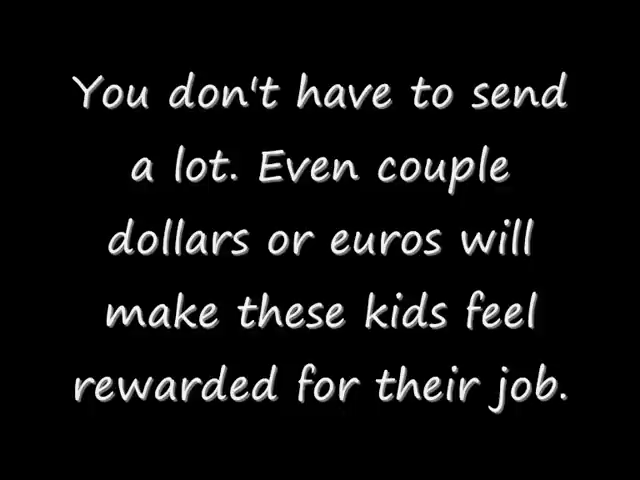 You don't have to send
a lot. Even couple
dollars or euros will
make these kids feel
rewarded for their job.